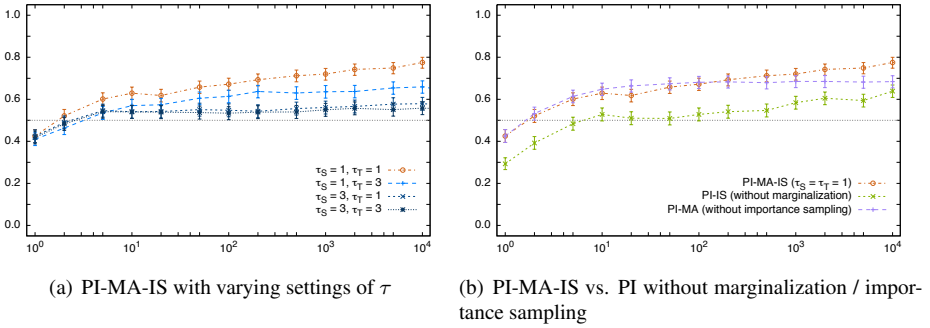 1.0
0.8
0.6
0.4
0.2
0.0
τS = 1, τT = 1
τS = 1, τT = 3
τS = 3, τT = 1
τS = 3, τT = 3
10^0
10^1
10^2
10^3
10^4
(a) PI-MA-IS with varying settings of τ
1.0
0.8
0.6
0.4
0.2
0.0
PI-MA-IS (τS = τT = 1)
PI-IS (without marginalization)
PI-MA (without importance sampling)
10^0
10^1
10^2
10^3
10^4
(b) PI-MA-IS vs. PI without marginalization / impor-
tance sampling